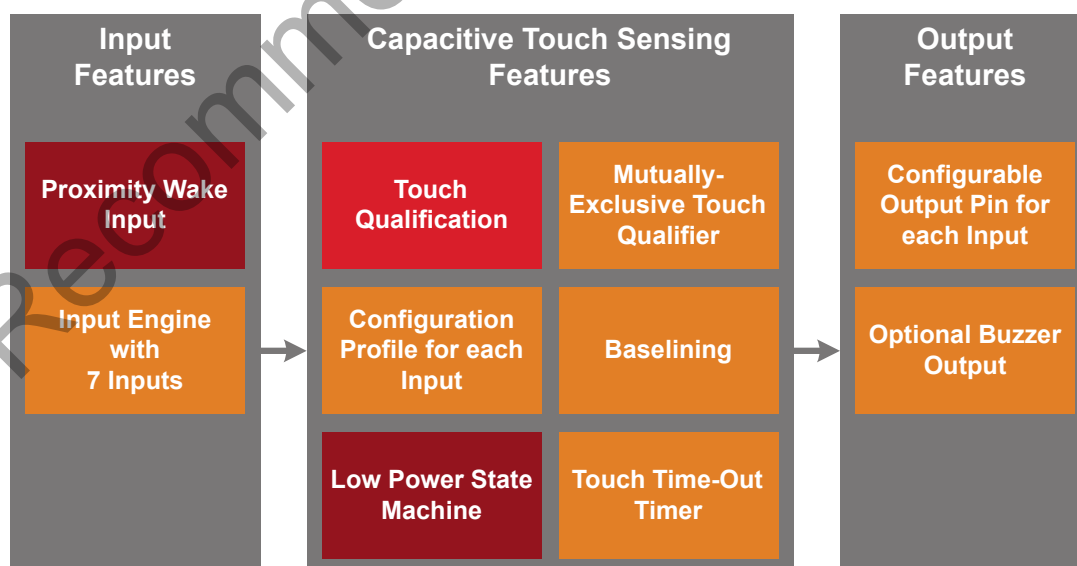 Input
Features
Proximity Wake
Input
Input Engine
with
7 Inputs
Capacitive Touch Sensing
Features
Touch
Qualification
Mutually-
Exclusive Touch
Qualifier
Configuration
Profile for each
Input
Baselining
Low Power State
Machine
Touch Time-Out
Timer
Output
Features
Configurable
Output Pin for
each Input
Optional Buzzer
Output